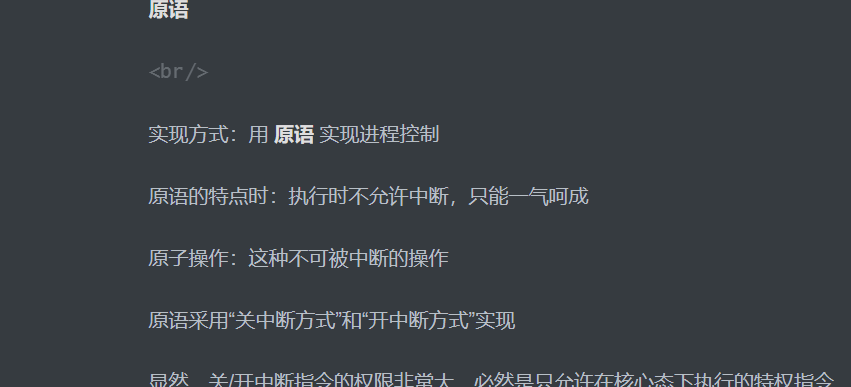 原语
<br/>
实现方式：用 原语 实现进程控制
原语的特点时：执行时不允许中断，只能一气呵成
原子操作：这种不可被中断的操作
原语采用“关中断方式”和“开中断方式”实现
显然，关/开中断指令的权限非常大，必然是只允许在核心态下执行的特权指令